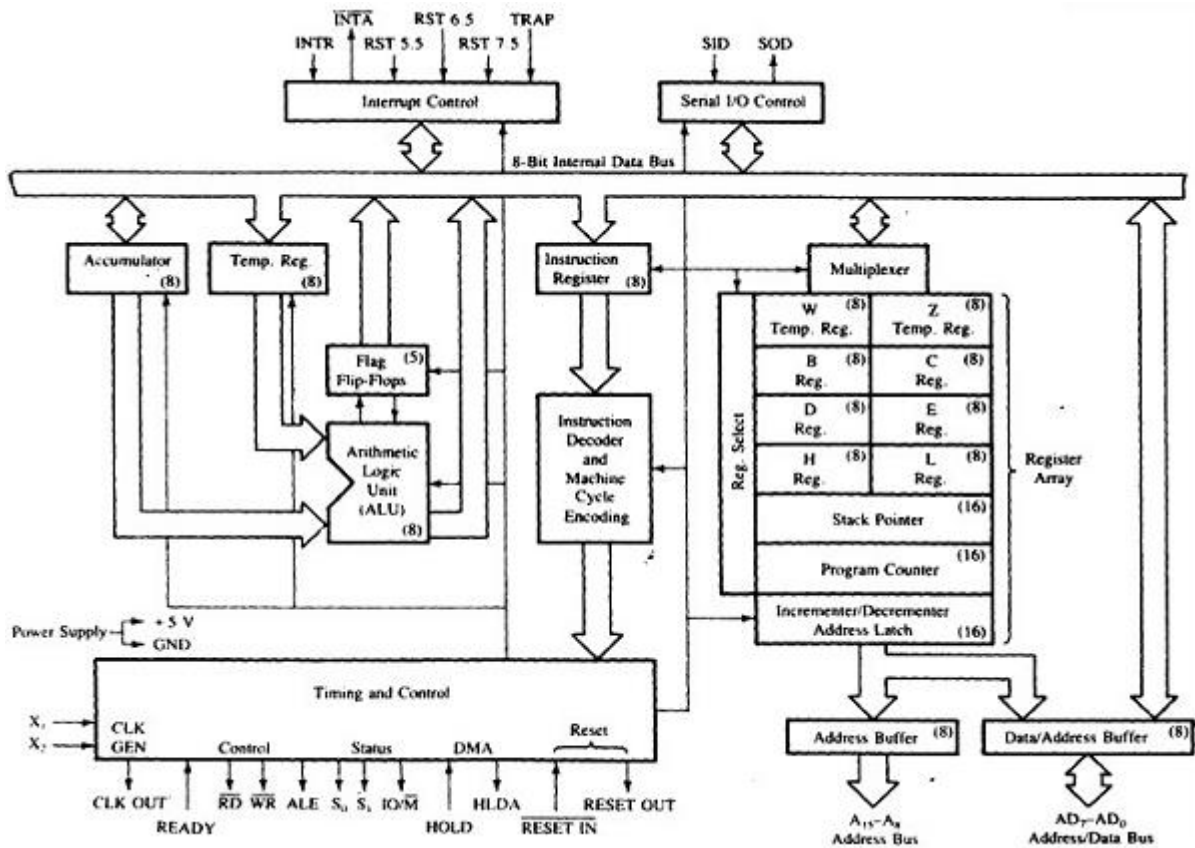 INTA
RST 6.5
TRAP
INTR
RST 5.5
RST 7.5
SID
SOD
Interrupt Control
Serial I/O Control
8-Bit Internal Data Bus
Accumulator
(8)
Temp. Reg.
(8)
Instruction
Register
(8)
Multiplexer
Flag
Flip-Flops
(5)
Arithmetic
Logic
Unit
(ALU)
(8)
Instruction
Decoder
and
Machine
Cycle
Encoding
Reg. Select
W (8)
Temp. Reg.
Z (8)
Temp. Reg.
B (8)
Reg.
C (8)
Reg.
D (8)
Reg.
E (8)
Reg.
H (8)
Reg.
L (8)
Reg.
Stack Pointer (16)
Program Counter (16)
Incrementer/Decrementer
Address Latch (16)
Register
Array
Power Supply
+5 V
GND
Timing and Control
X₁
X₂
CLK
GEN
Control
Status
DMA
Reset
CLK OUT
READY
RD
WR
ALE
S₀
S₁
IO/M
HOLD
HLDA
RESET IN
RESET OUT
Address Buffer (8)
Data/Address Buffer (8)
A₁₅–A₈
Address Bus
AD₇–AD₀
Address/Data Bus